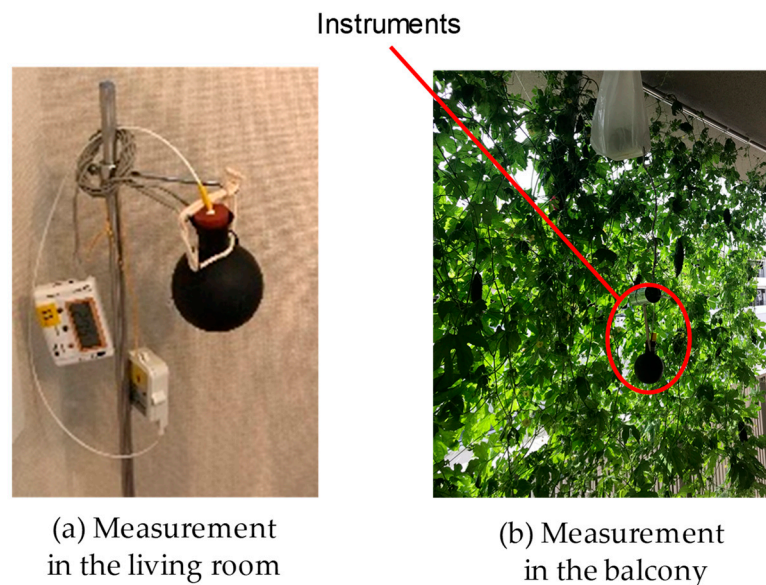 Instruments
(a) Measurement
in the living room
(b) Measurement
in the balcony